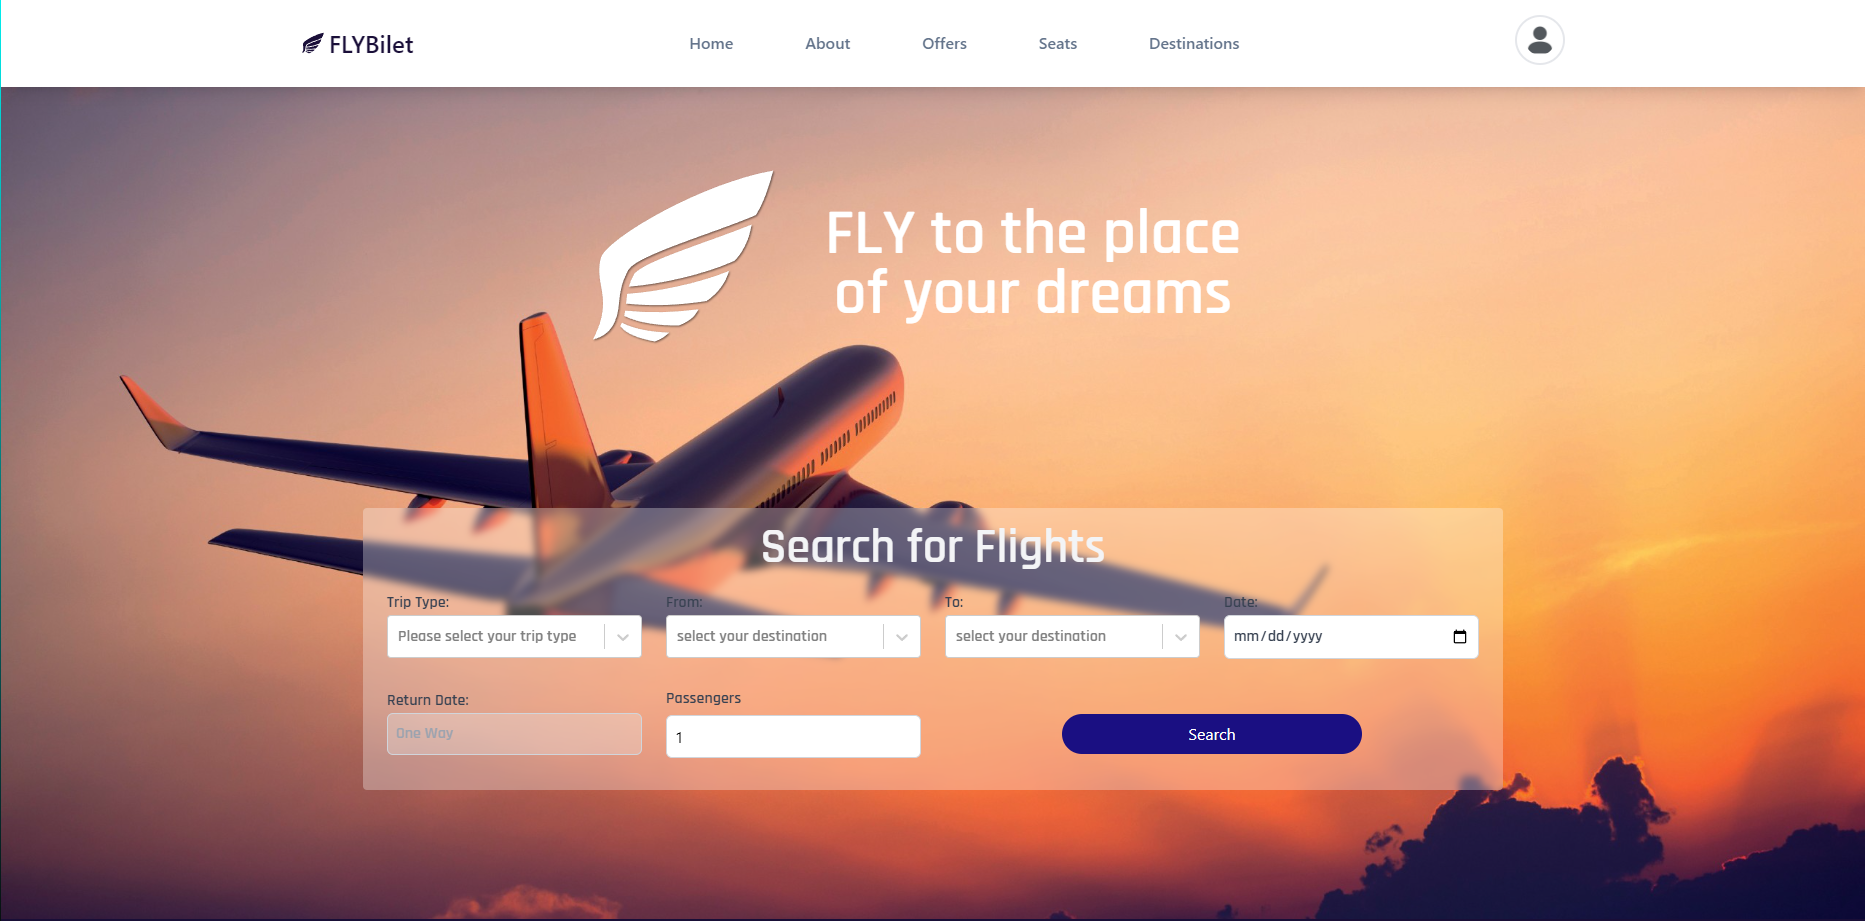 FLYBilet
Home
About
Offers
Seats
Destinations
FLY to the place
of your dreams
Search for Flights
Trip Type:
From:
To:
Date:
Please select your trip type
select your destination
select your destination
mm/dd/yyyy
Return Date:
Passengers
One Way
1
Search